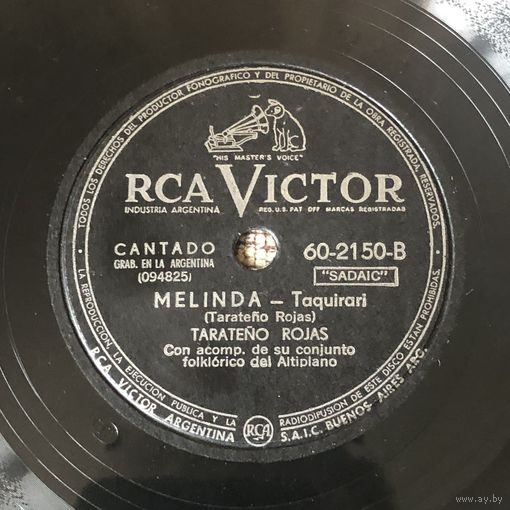 TODOS LOS DERECHOS DEL PRODUCTOR FONOGRAFICO Y DEL PROPIETARIO DE LA OBRA REGISTRADA, RESERVADOS.
"HIS MASTER'S VOICE"
RCA VICTOR
INDUSTRIA ARGENTINA
REG. U.S. PAT OFF MARCAS REGISTRADAS
CANTADO
GRAB. EN LA ARGENTINA
(094825)
60-2150-B
"SADAIC"
MELINDA – Taquirari
(Tarateño Rojas)
TARATEÑO ROJAS
Con acomp. de su conjunto
folklórico del Altiplano
LA REPRODUCCION, LA EJECUCION PUBLICA Y LA RADIODIFUSION DE ESTE DISCO ESTAN PROHIBIDAS.
RCA VICTOR ARGENTINA
RCA
S.A.I.C. BUENOS AIRES ARG.
www.ay.by